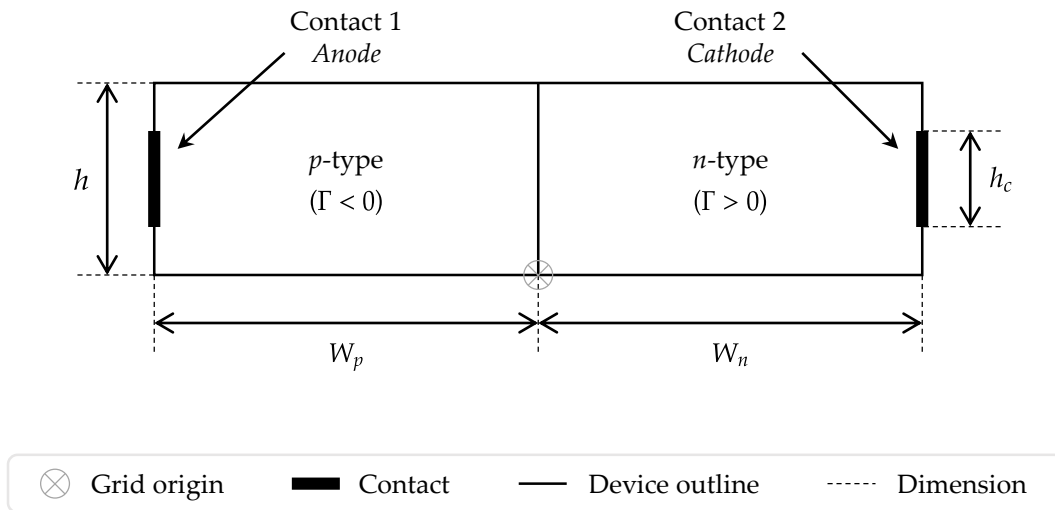 Contact 1
Anode
Contact 2
Cathode
h
p-type
(Γ < 0)
n-type
(Γ > 0)
h_c
W_p
W_n
Grid origin
Contact
Device outline
Dimension